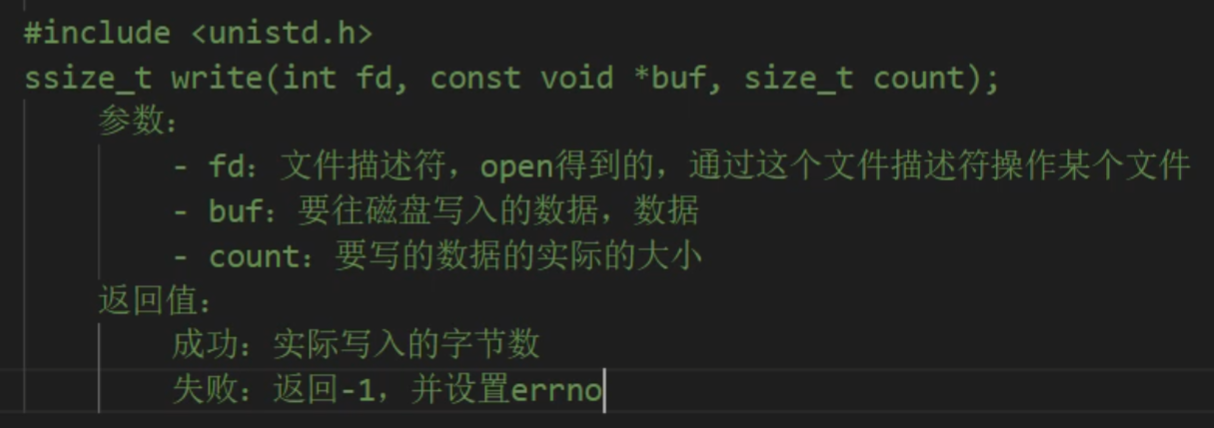 #include <unistd.h>
ssize_t write(int fd, const void *buf, size_t count);
参数：
- fd：文件描述符，open得到的，通过这个文件描述符操作某个文件
- buf：要往磁盘写入的数据，数据
- count：要写的数据的实际的大小
返回值：
成功：实际写入的字节数
失败：返回-1，并设置errno